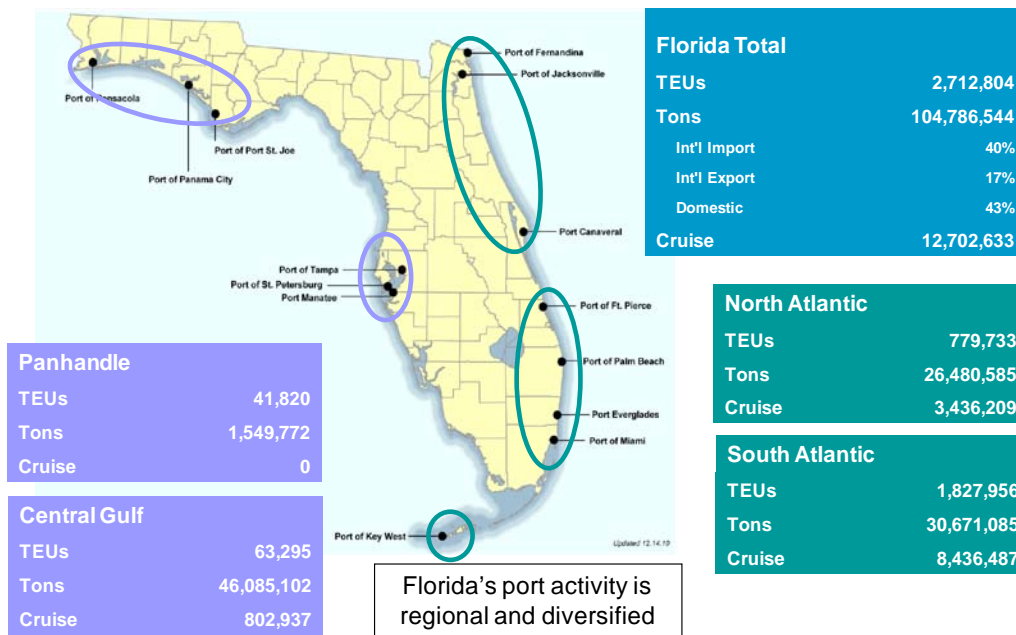 Port of Fernandina
Port of Jacksonville
Port of Pensacola
Port of Port St. Joe
Port of Panama City
Port Canaveral
Port of Tampa
Port of St. Petersburg
Port Manatee
Port of Ft. Pierce
Port of Palm Beach
Port Everglades
Port of Miami
Port of Key West
Updated 12.14.10
Florida Total
TEUs 2,712,804
Tons 104,786,544
Int'l Import 40%
Int'l Export 17%
Domestic 43%
Cruise 12,702,633
North Atlantic
TEUs 779,733
Tons 26,480,585
Cruise 3,436,209
Panhandle
TEUs 41,820
Tons 1,549,772
Cruise 0
South Atlantic
TEUs 1,827,956
Tons 30,671,085
Cruise 8,436,487
Central Gulf
TEUs 63,295
Tons 46,085,102
Cruise 802,937
Florida’s port activity is
regional and diversified